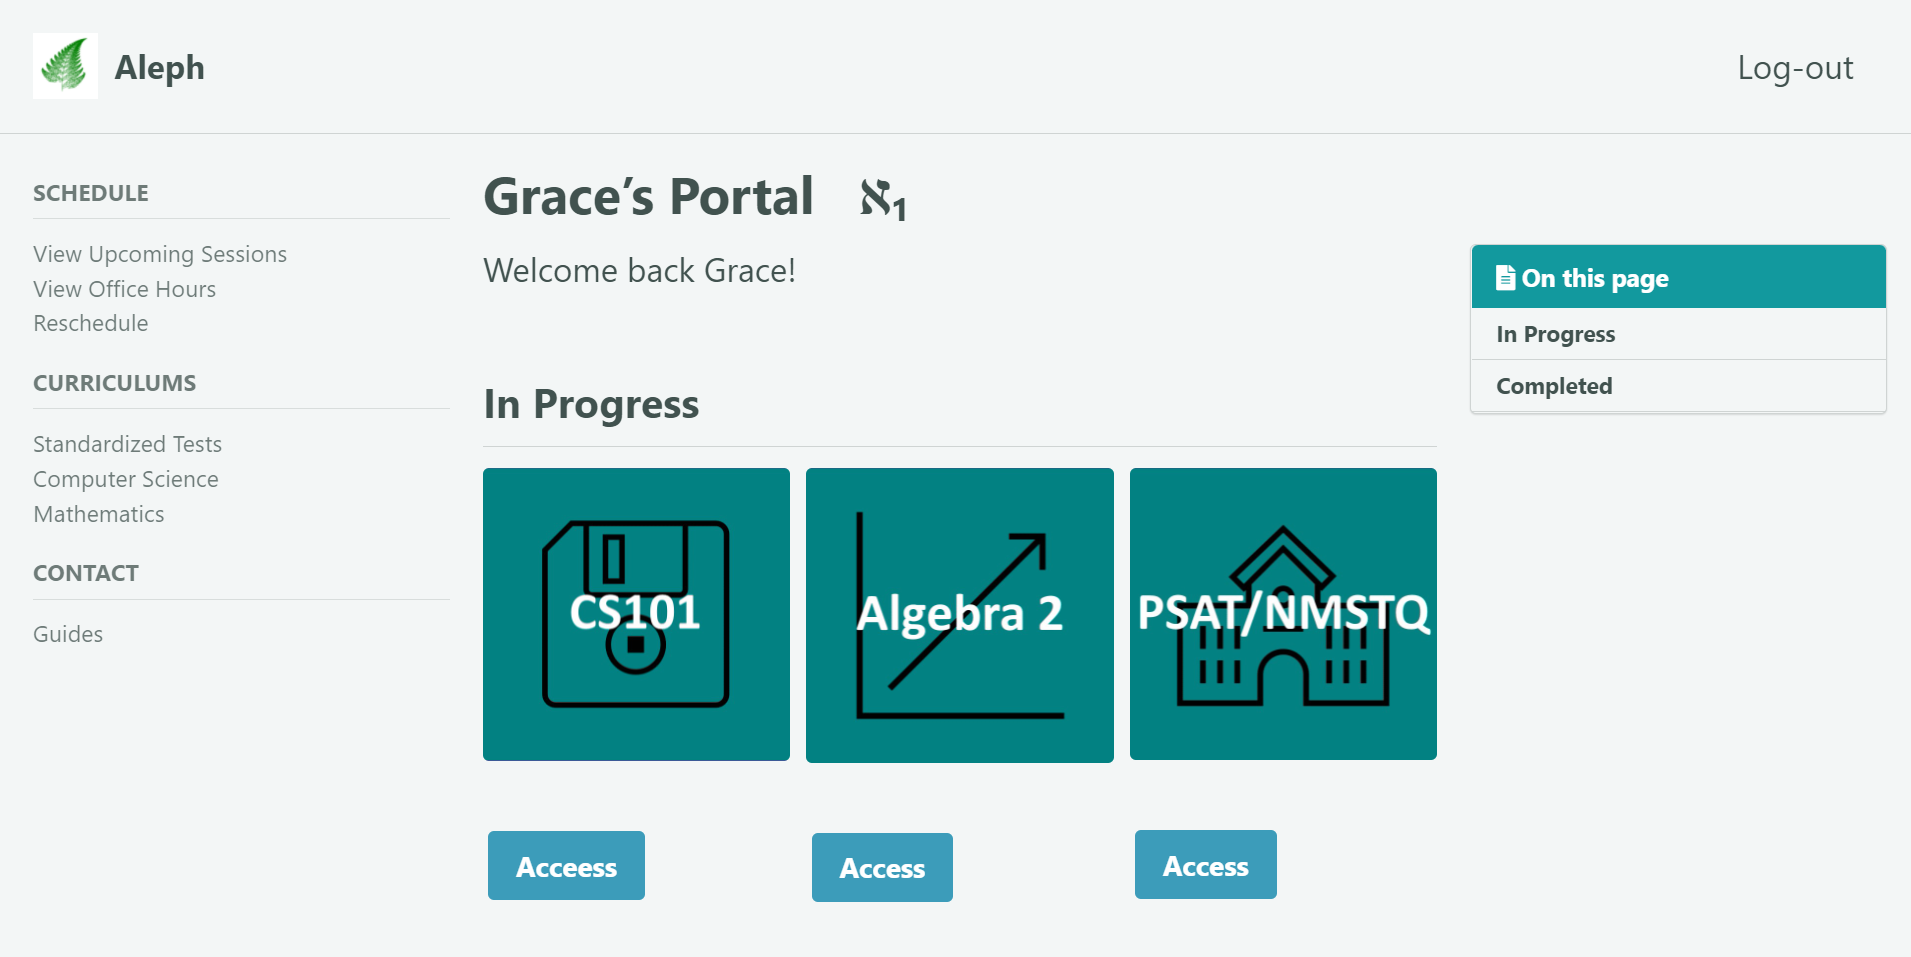 Aleph
Log-out
SCHEDULE
View Upcoming Sessions
View Office Hours
Reschedule
CURRICULUMS
Standardized Tests
Computer Science
Mathematics
CONTACT
Guides
Grace’s Portal ℵ₁
Welcome back Grace!
In Progress
CS101
Algebra 2
PSAT/NMSTQ
Acceess
Access
Access
On this page
In Progress
Completed